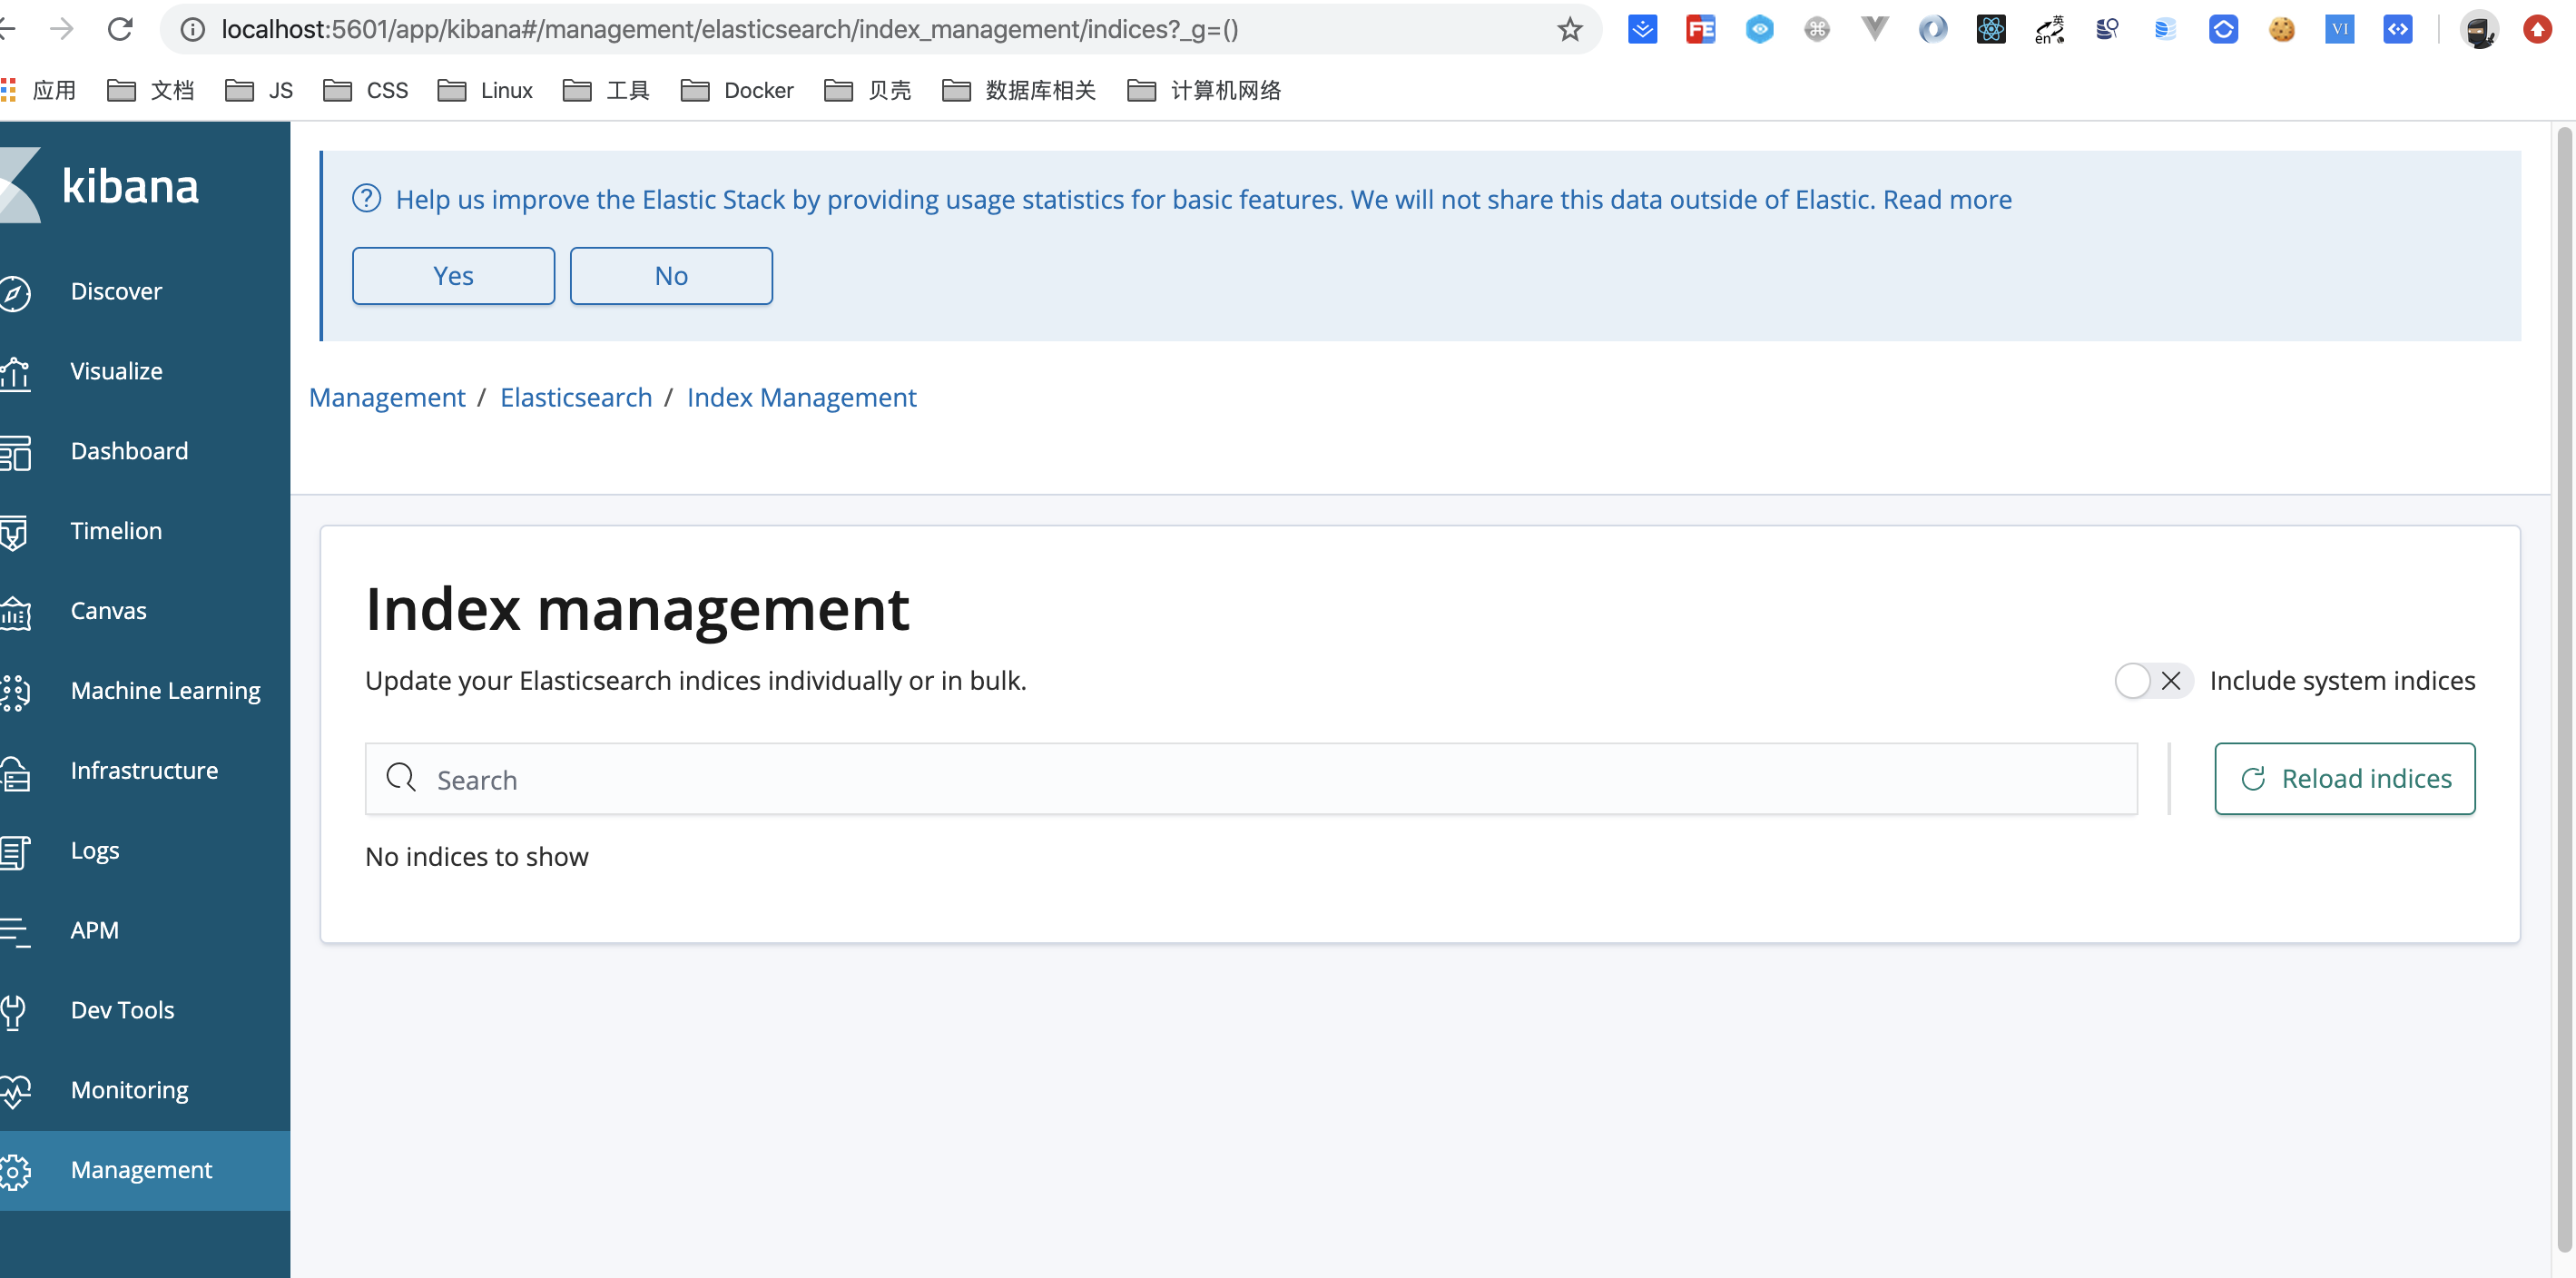 localhost:5601/app/kibana#/management/elasticsearch/index_management/indices?_g=()
FE
英
en
VI
应用 文档 JS CSS Linux 工具 Docker 贝壳 数据库相关 计算机网络
kibana
Discover
Visualize
Dashboard
Timelion
Canvas
Machine Learning
Infrastructure
Logs
APM
Dev Tools
Monitoring
Management
Help us improve the Elastic Stack by providing usage statistics for basic features. We will not share this data outside of Elastic. Read more
Yes No
Management / Elasticsearch / Index Management
Index management
Update your Elasticsearch indices individually or in bulk.
Include system indices
Search
Reload indices
No indices to show